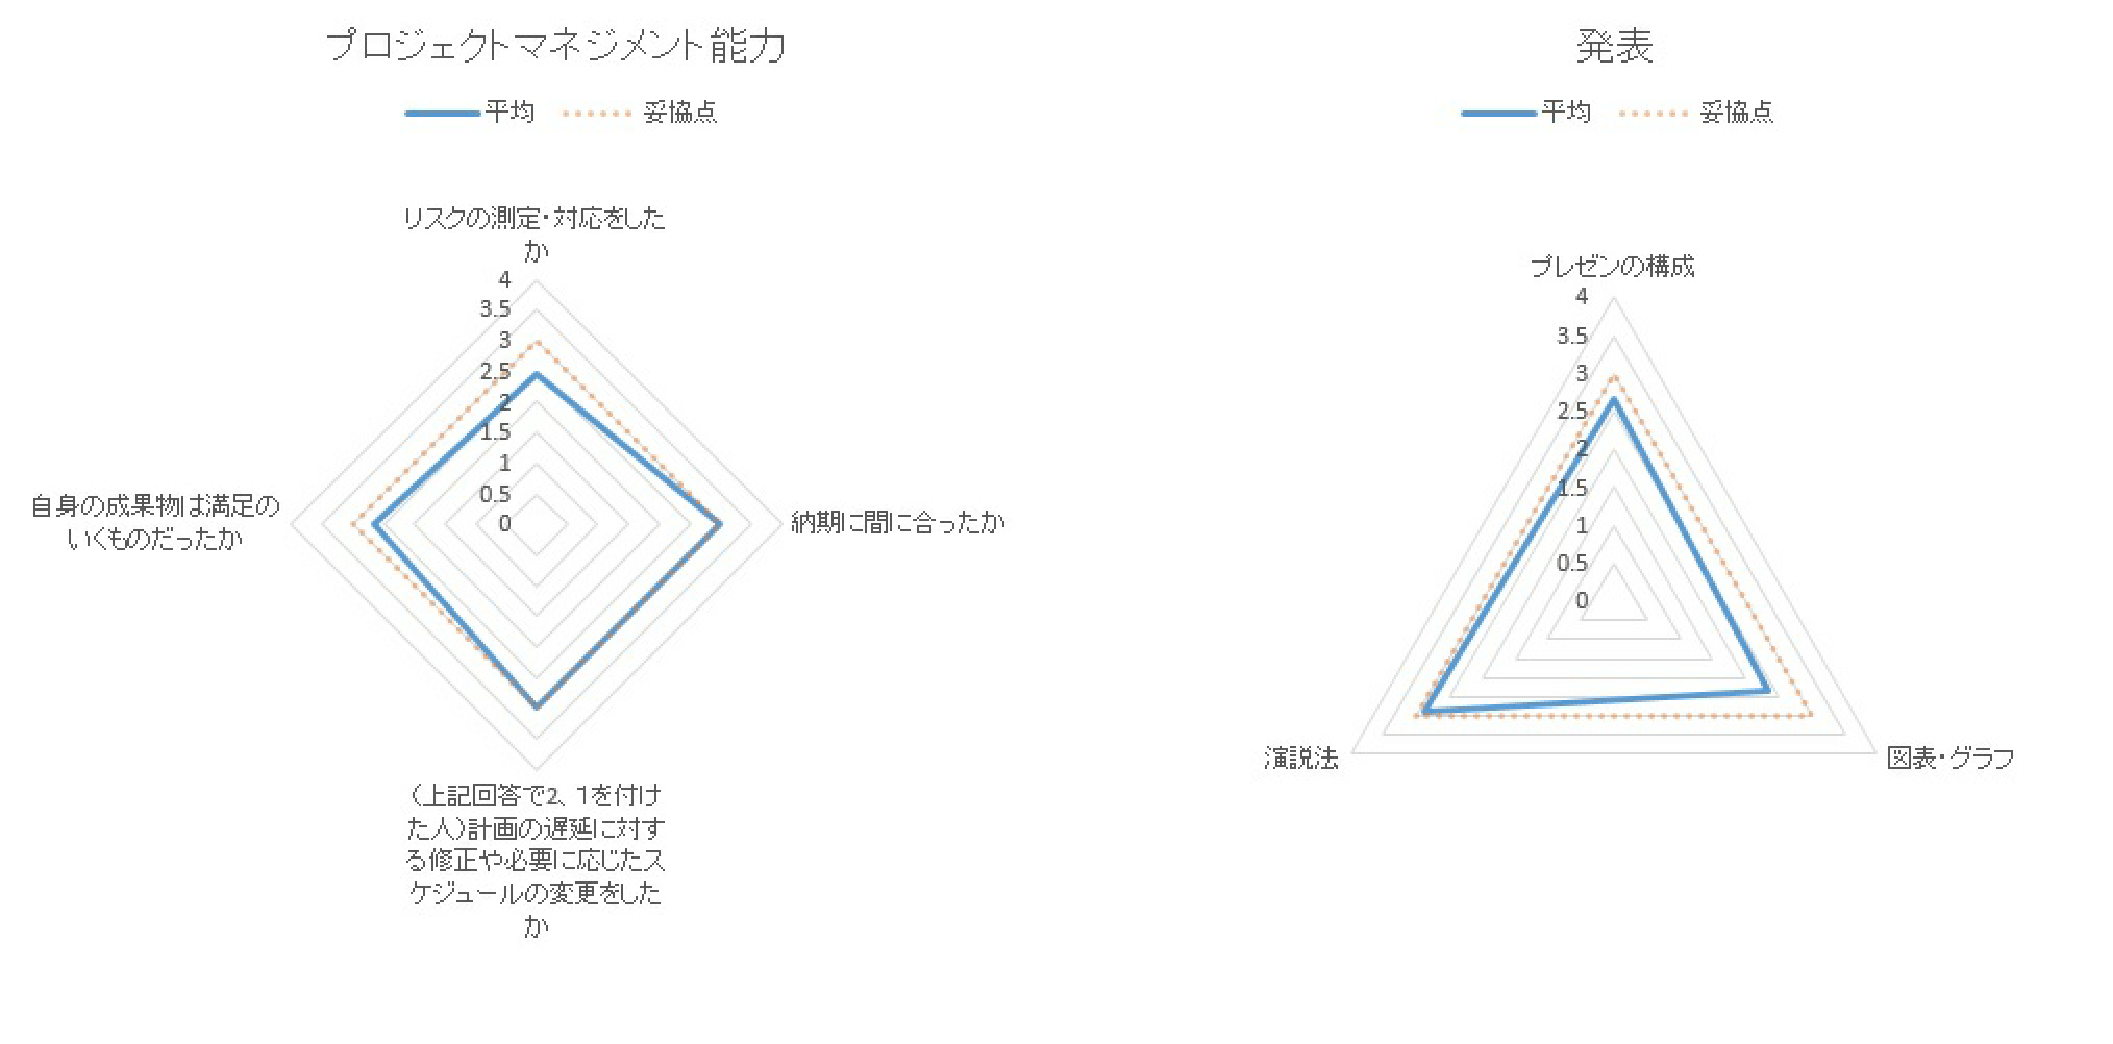 プロジェクトマネジメント能力
平均 妥協点
リスクの測定・対応をした
か
4
3.5
3
2.5
2
1.5
1
0.5
0
納期に間に合ったか
自身の成果物は満足の
いくものだったか
(上記回答で2、1を付け
た人)計画の遅延に対す
る修正や必要に応じたス
ケジュールの変更をした
か
発表
平均 妥協点
プレゼンの構成
4
3.5
3
2.5
2
1.5
1
0.5
0
演説法
図表・グラフ